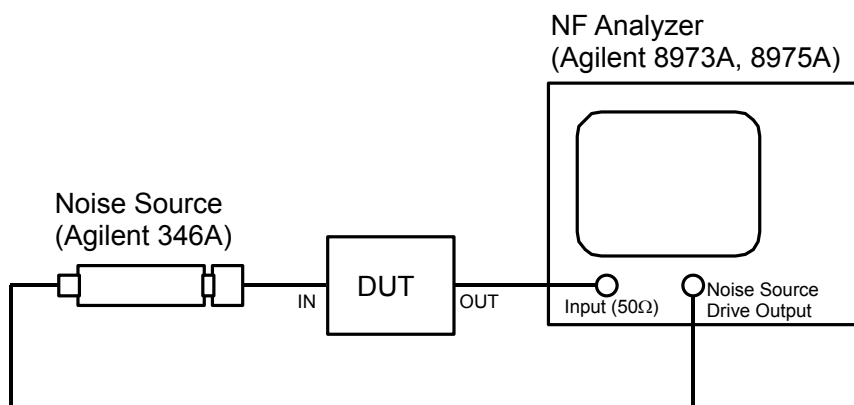 NF Analyzer
(Agilent 8973A, 8975A)
Noise Source
(Agilent 346A)
IN
DUT
OUT
Input (50Ω)
Noise Source
Drive Output